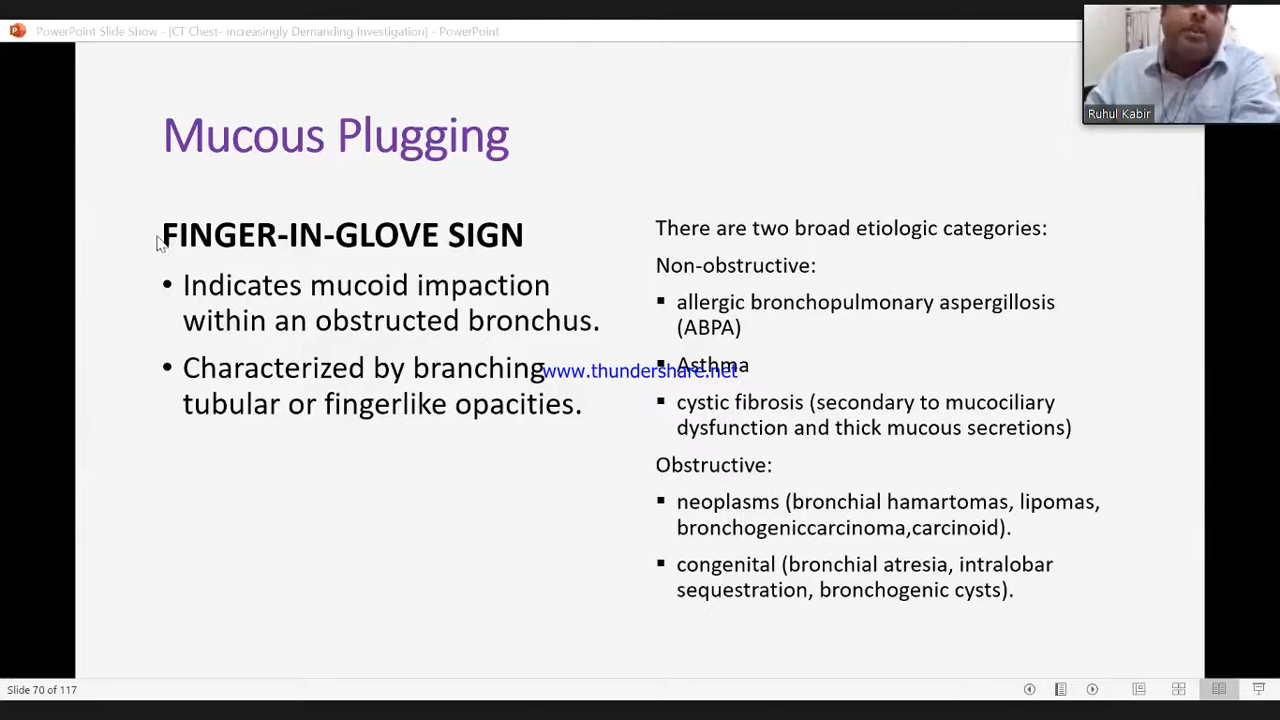 PowerPoint Slide Show - [CT Chest- increasingly Demanding Investigation] - PowerPoint
Ruhul Kabir
Mucous Plugging
FINGER-IN-GLOVE SIGN
• Indicates mucoid impaction
within an obstructed bronchus.
• Characterized by branching
tubular or fingerlike opacities.
www.thundershare.net
There are two broad etiologic categories:
Non-obstructive:
▪ allergic bronchopulmonary aspergillosis
(ABPA)
▪ Asthma
▪ cystic fibrosis (secondary to mucociliary
dysfunction and thick mucous secretions)
Obstructive:
▪ neoplasms (bronchial hamartomas, lipomas,
bronchogeniccarcinoma,carcinoid).
▪ congenital (bronchial atresia, intralobar
sequestration, bronchogenic cysts).
Slide 70 of 117